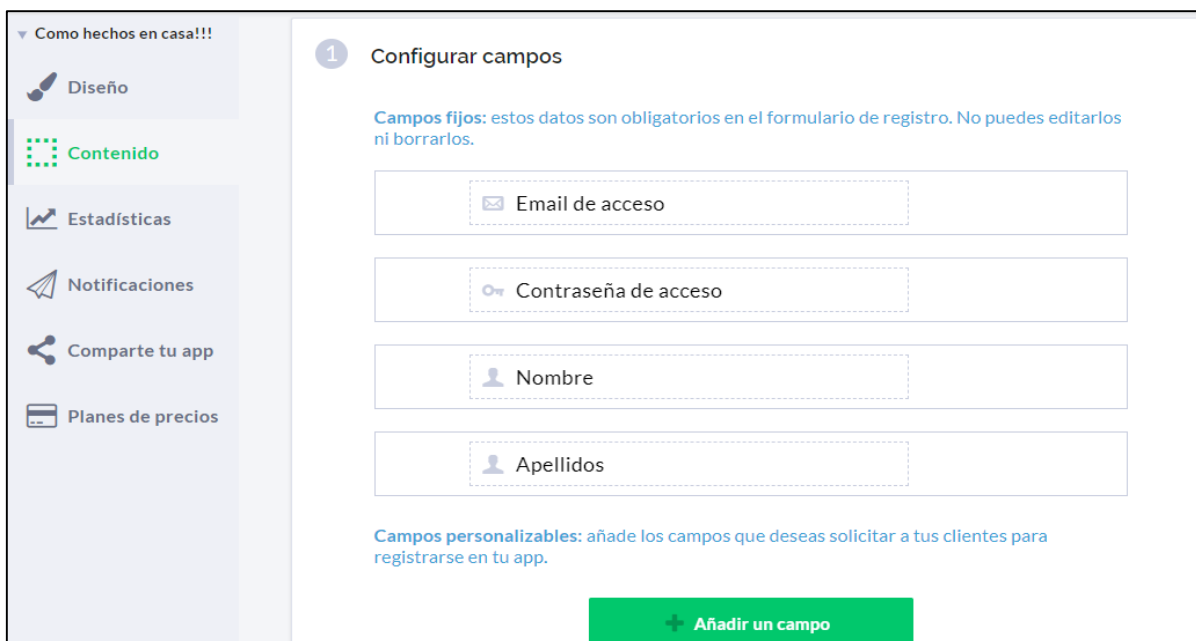 Como hechos en casa!!!
Diseño
Contenido
Estadísticas
Notificaciones
Comparte tu app
Planes de precios
1
Configurar campos
Campos fijos: estos datos son obligatorios en el formulario de registro. No puedes editarlos
ni borrarlos.
Email de acceso
Contraseña de acceso
Nombre
Apellidos
Campos personalizables: añade los campos que deseas solicitar a tus clientes para
registrarse en tu app.
Añadir un campo